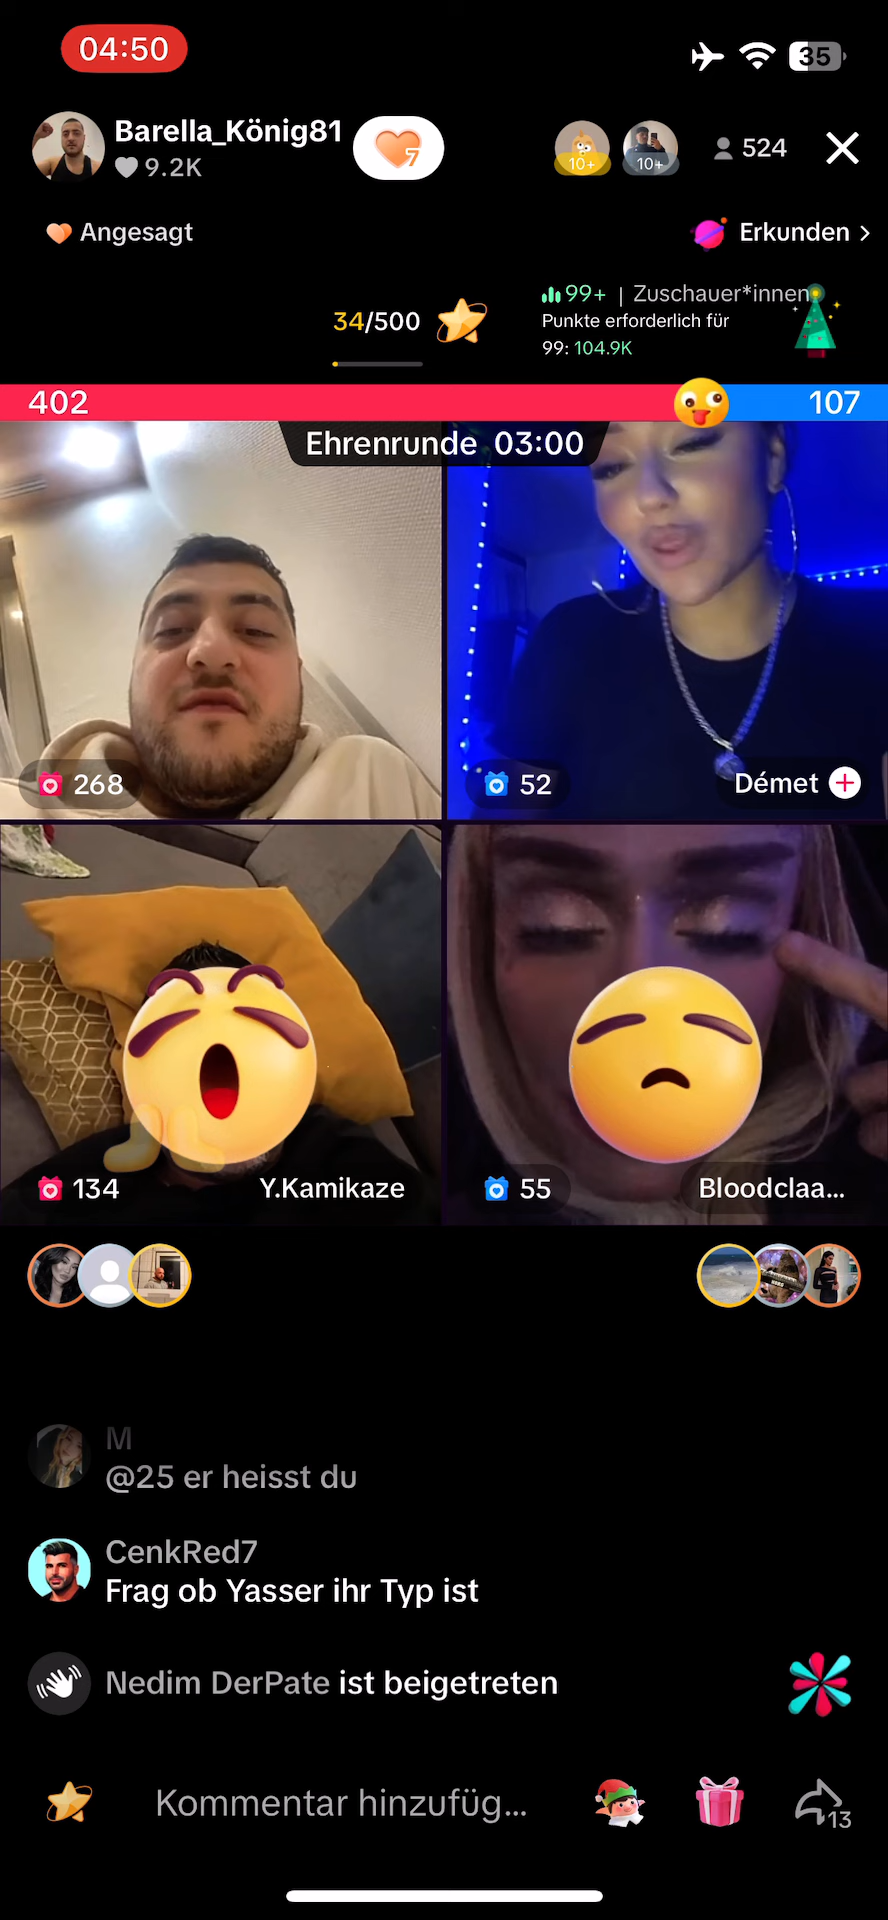 04:50
35
Barella_König81
9.2K
7
10+
10+
524
Angesagt
Erkunden >
34/500
99+ | Zuschauer*innen
Punkte erforderlich für
99: 104.9K
402
107
Ehrenrunde 03:00
268
52
Démet
134
Y.Kamikaze
55
Bloodclaa...
M
@25 er heisst du
CenkRed7
Frag ob Yasser ihr Typ ist
Nedim DerPate ist beigetreten
Kommentar hinzufüg...
13